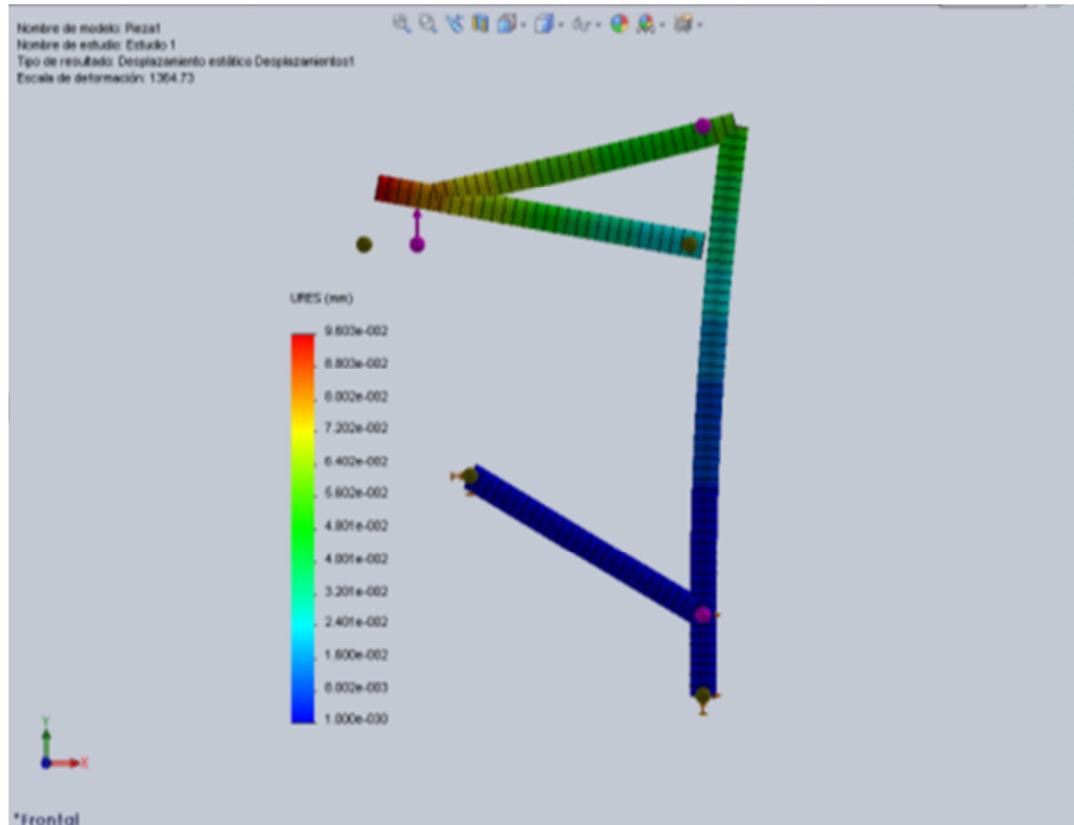 Nombre de modelo: Pieza1
Nombre de estudio: Estudio 1
Tipo de resultado: Desplazamiento estático Desplazamientos1
Escala de deformación: 1364.73
URES (mm)
9.603e-002
8.803e-002
8.002e-002
7.202e-002
6.402e-002
5.602e-002
4.801e-002
4.001e-002
3.201e-002
2.401e-002
1.600e-002
8.002e-003
1.000e-030
Y
X
*Frontal